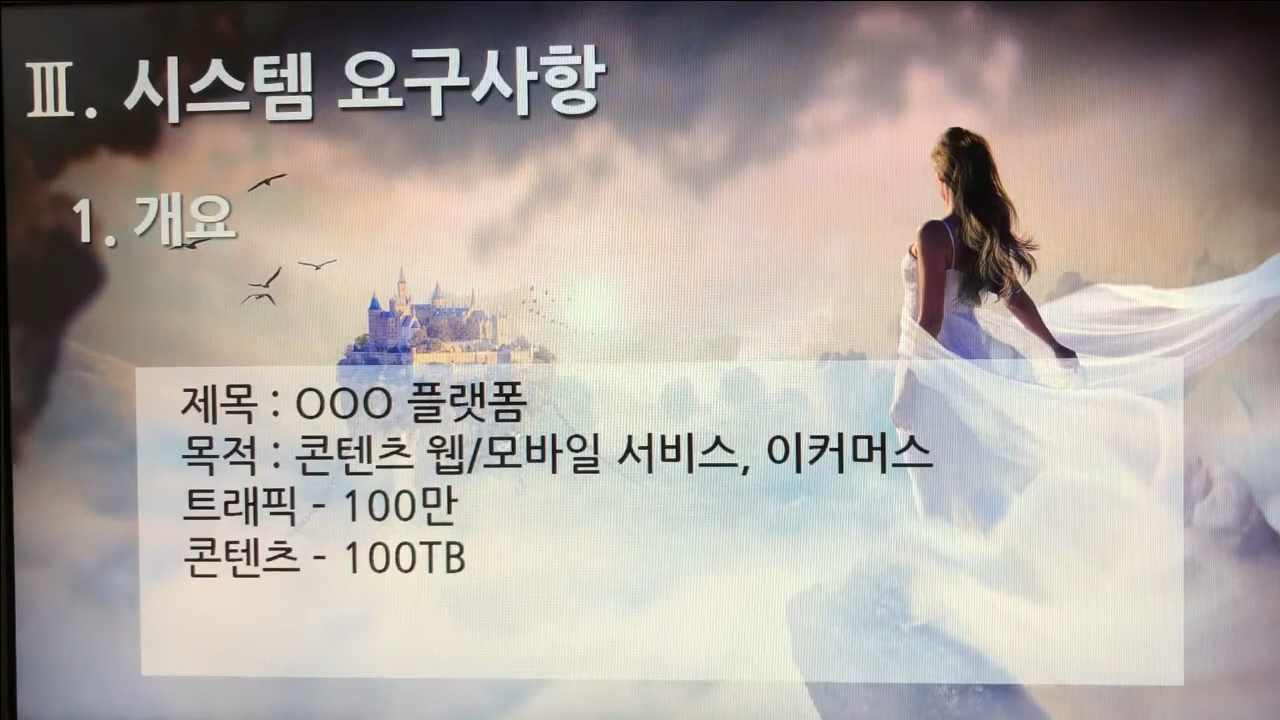 Ⅲ. 시스템 요구사항
1. 개요
제목 : OOO 플랫폼
목적 : 콘텐츠 웹/모바일 서비스, 이커머스
트래픽 - 100만
콘텐츠 - 100TB